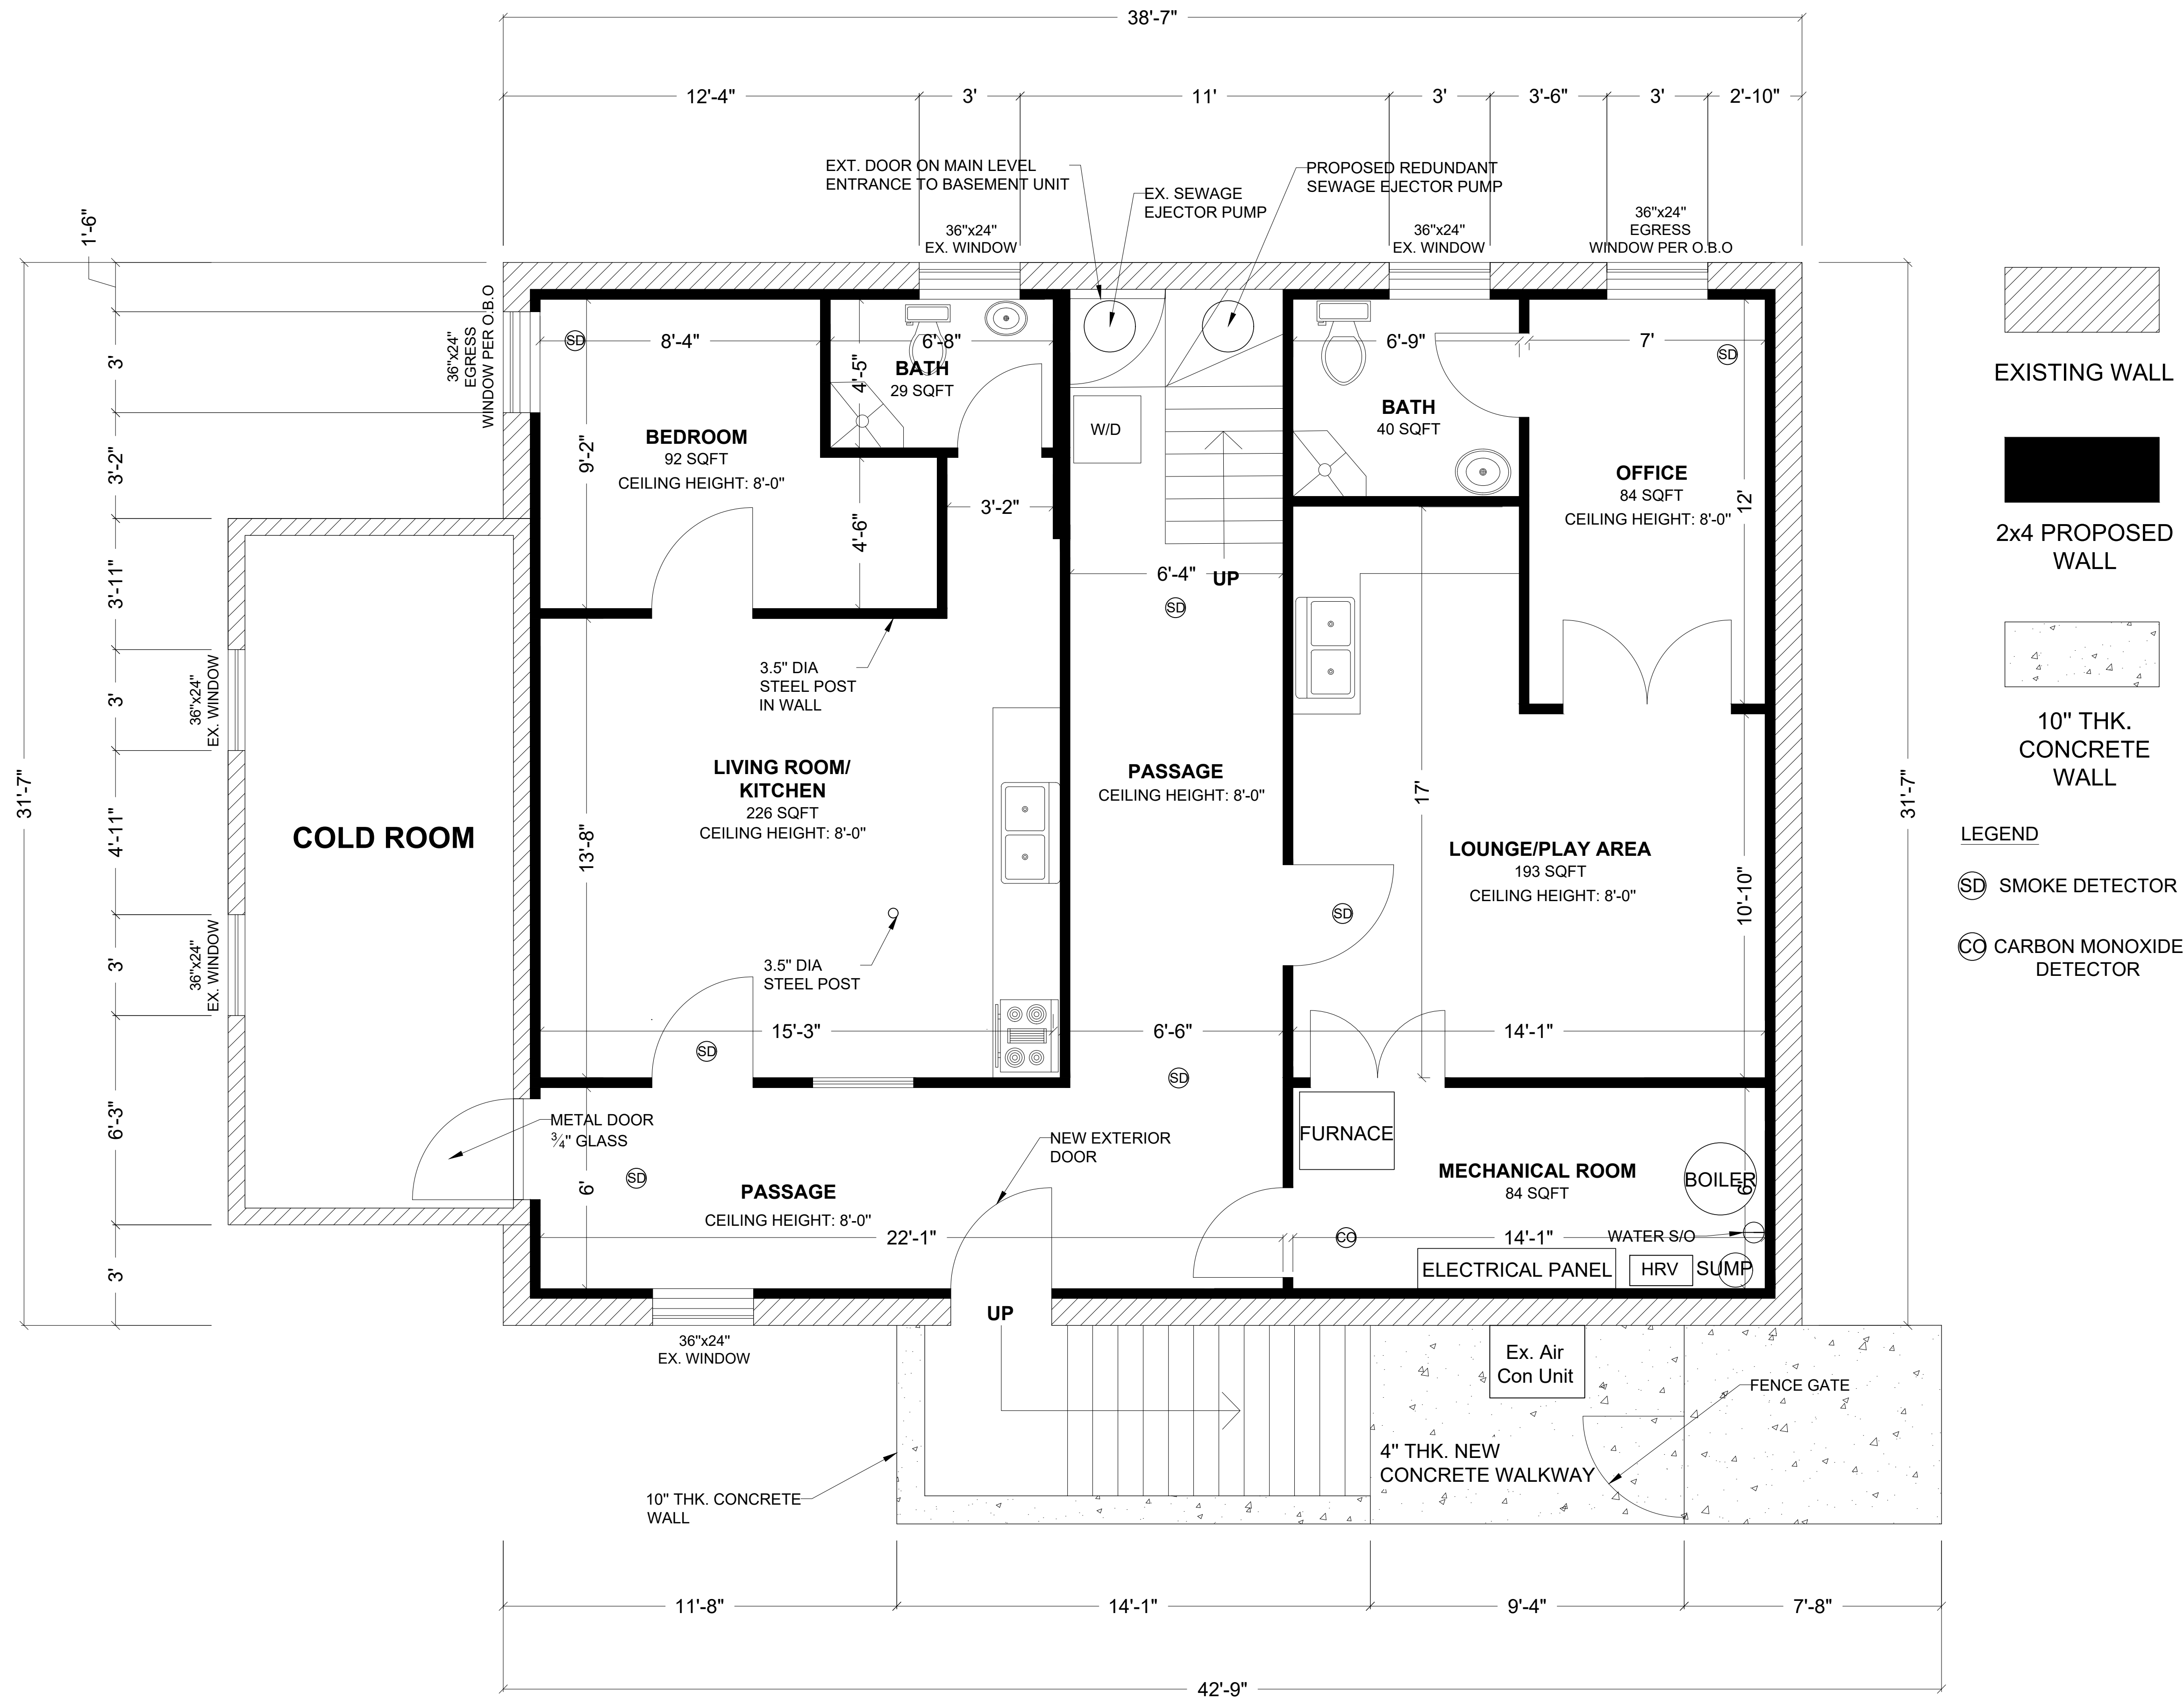 38'-7"
12'-4"
3'
11'
3'
3'-6"
3'
2'-10"
EXT. DOOR ON MAIN LEVEL
ENTRANCE TO BASEMENT UNIT
EX. SEWAGE
EJECTOR PUMP
PROPOSED REDUNDANT
SEWAGE EJECTOR PUMP
36"x24"
EX. WINDOW
36"x24"
EX. WINDOW
36"x24"
EGRESS
WINDOW PER O.B.O
1'-6"
3'
3'-2"
3'-11"
3'
4'-11"
3'
6'-3"
3'
31'-7"
36"x24"
EGRESS
WINDOW PER O.B.O
36"x24"
EX. WINDOW
36"x24"
EX. WINDOW
COLD ROOM
SD
8'-4"
9'-2"
BEDROOM
92 SQFT
CEILING HEIGHT: 8'-0"
6'-8"
4'-5"
BATH
29 SQFT
4'-6"
3'-2"
W/D
6'-4"
UP
SD
6'-9"
BATH
40 SQFT
7'
SD
OFFICE
84 SQFT
CEILING HEIGHT: 8'-0"
12'
3.5" DIA
STEEL POST
IN WALL
LIVING ROOM/
KITCHEN
226 SQFT
CEILING HEIGHT: 8'-0"
13'-8"
3.5" DIA
STEEL POST
15'-3"
SD
PASSAGE
CEILING HEIGHT: 8'-0"
6'-6"
SD
17'
LOUNGE/PLAY AREA
193 SQFT
CEILING HEIGHT: 8'-0"
10'-10"
SD
14'-1"
METAL DOOR
3/4" GLASS
6'
SD
PASSAGE
CEILING HEIGHT: 8'-0"
22'-1"
NEW EXTERIOR
DOOR
FURNACE
MECHANICAL ROOM
84 SQFT
BOILER
6'
CO
14'-1"
WATER S/O
ELECTRICAL PANEL
HRV
SUMP
UP
36"x24"
EX. WINDOW
Ex. Air
Con Unit
FENCE GATE
4" THK. NEW
CONCRETE WALKWAY
10" THK. CONCRETE
WALL
11'-8"
14'-1"
9'-4"
7'-8"
42'-9"
31'-7"
EXISTING WALL
2x4 PROPOSED
WALL
10" THK.
CONCRETE
WALL
LEGEND
SD SMOKE DETECTOR
CO CARBON MONOXIDE
DETECTOR